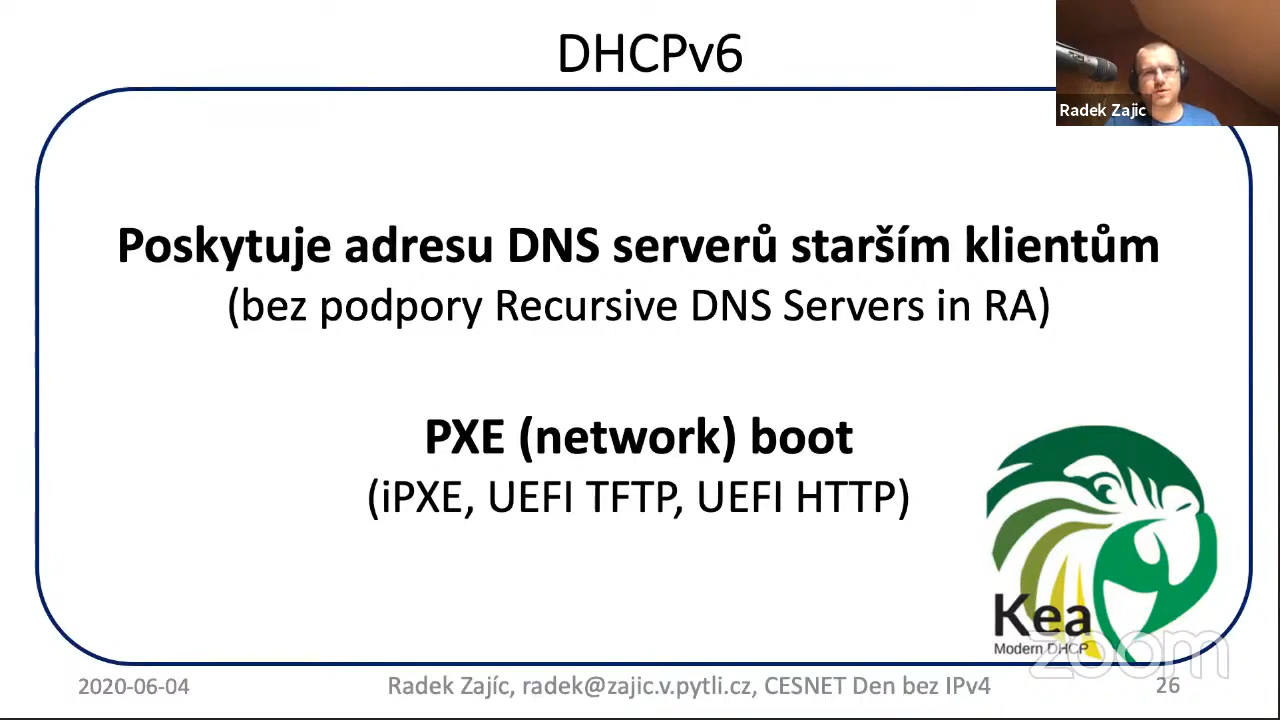 DHCPv6
Radek Zajic
Poskytuje adresu DNS serverů starším klientům
(bez podpory Recursive DNS Servers in RA)
PXE (network) boot
(iPXE, UEFI TFTP, UEFI HTTP)
Kea
Modern DHCP
zoom
2020-06-04
Radek Zajíc, radek@zajic.v.pytli.cz, CESNET Den bez IPv4
26